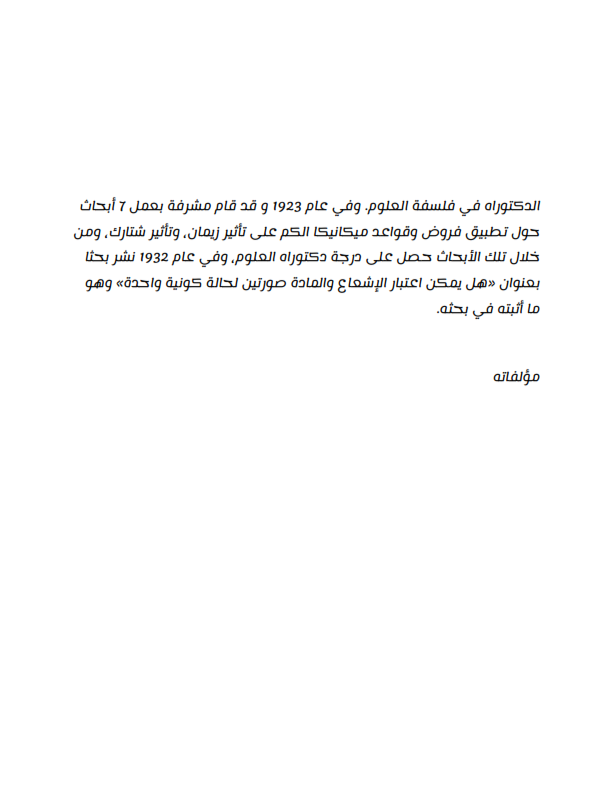 الدكتوراه في فلسفة العلوم. وفي عام 1923 و قد قام مشرفة بعمل 7 أبحاث
حول تطبيق فروض وقواعد ميكانيكا الكم على تأثير زيمان، وتأثير شتارك، ومن
خلال تلك الأبحاث حصل على درجة دكتوراه العلوم، وفي عام 1932 نشر بحثا
بعنوان «هل يمكن اعتبار الإشعاع والمادة صورتين لحالة كونية واحدة» وهو
ما أثبته في بحثه.
مؤلفاته